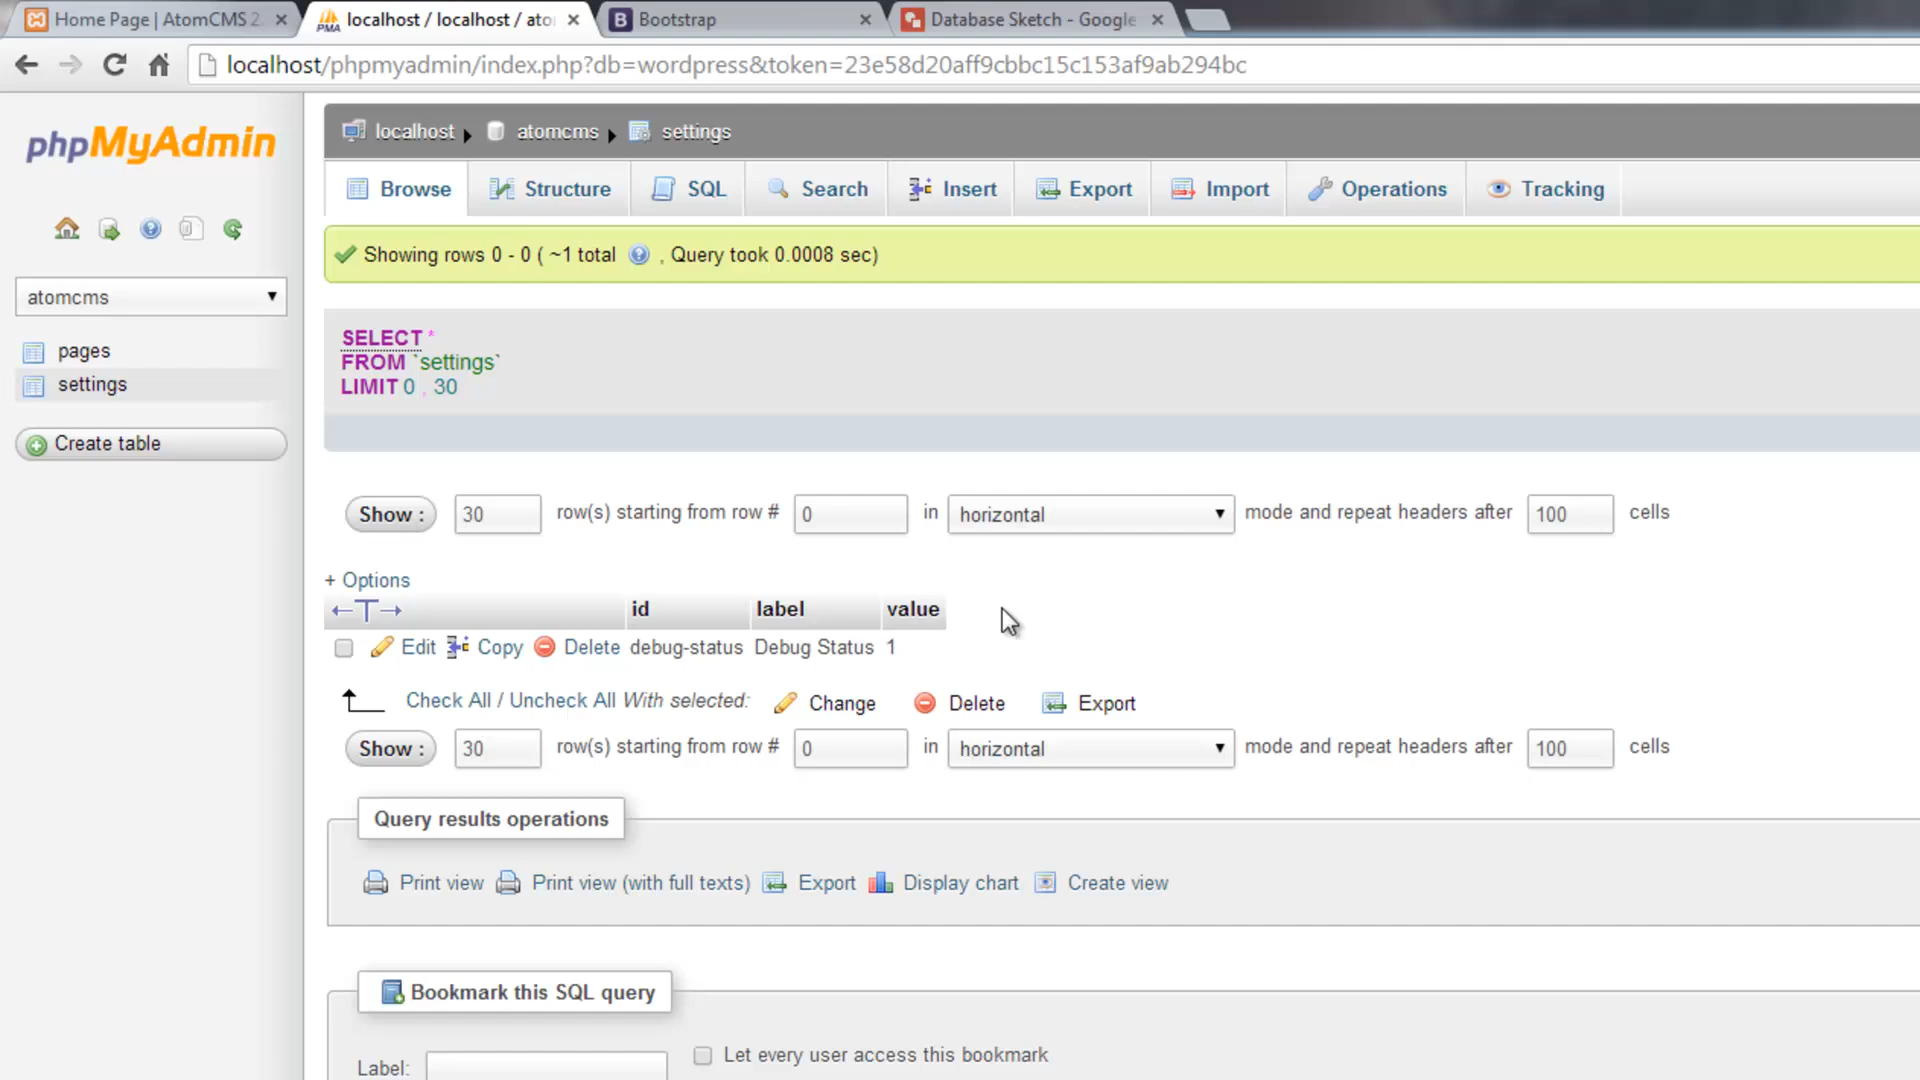 Home Page | AtomCMS 2.
localhost / localhost / ato
Bootstrap
Database Sketch - Google
localhost/phpmyadmin/index.php?db=wordpress&token=23e58d20aff9cbbc15c153af9ab294bc
phpMyAdmin
localhost atomcms settings
Browse Structure SQL Search Insert Export Import Operations Tracking
Showing rows 0 - 0 ( ~1 total , Query took 0.0008 sec)
atomcms
pages
settings
Create table
SELECT *
FROM `settings`
LIMIT 0 , 30
Show : 30 row(s) starting from row # 0 in horizontal mode and repeat headers after 100 cells
+ Options
←T→ id label value
Edit Copy Delete debug-status Debug Status 1
Check All / Uncheck All With selected: Change Delete Export
Show : 30 row(s) starting from row # 0 in horizontal mode and repeat headers after 100 cells
Query results operations
Print view Print view (with full texts) Export Display chart Create view
Bookmark this SQL query
Label: Let every user access this bookmark